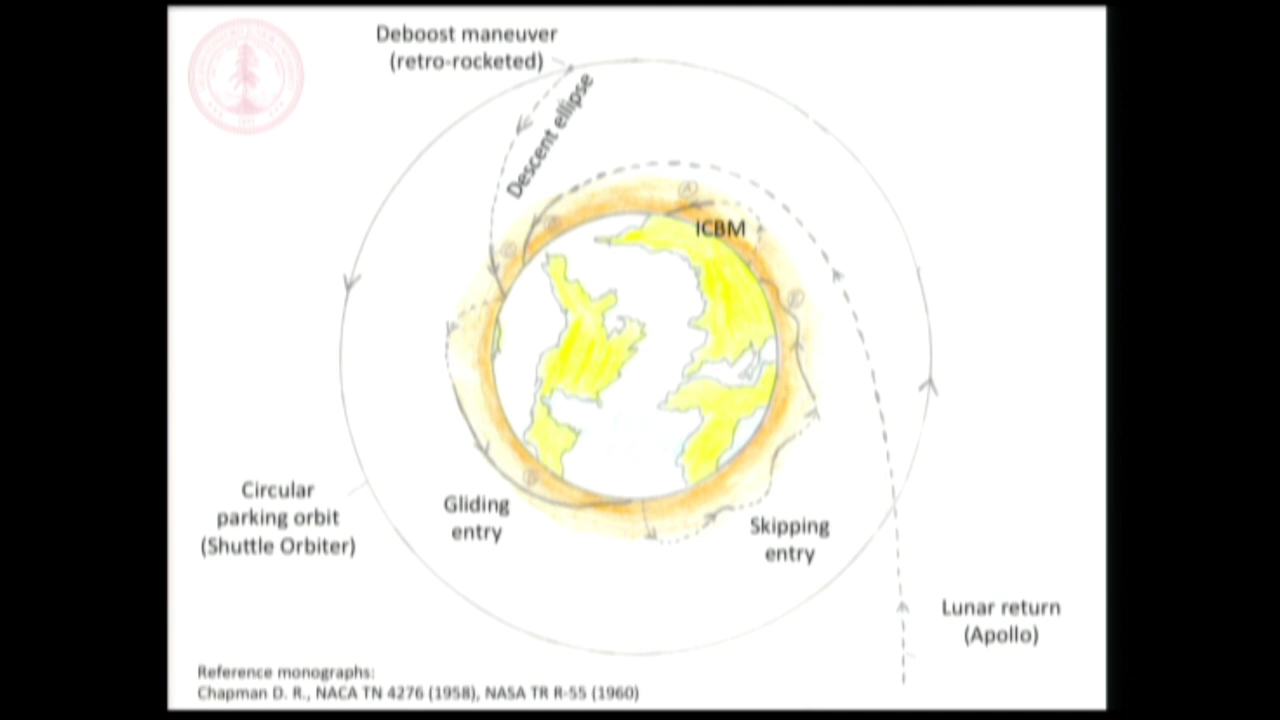 Deboost maneuver
(retro-rocketed)
Descent ellipse
ICBM
Circular
parking orbit
(Shuttle Orbiter)
Gliding
entry
Skipping
entry
Lunar return
(Apollo)
Reference monographs:
Chapman D. R., NACA TN 4276 (1958), NASA TR R-55 (1960)